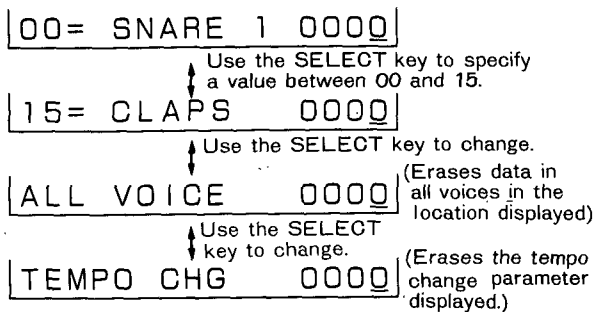 00= SNARE 1 0000
Use the SELECT key to specify
a value between 00 and 15.
15= CLAPS 0000
Use the SELECT key to change.
ALL VOICE 0000
(Erases data in
all voices in the
location displayed)
Use the SELECT
key to change.
TEMPO CHG 0000
(Erases the tempo
change parameter
displayed.)